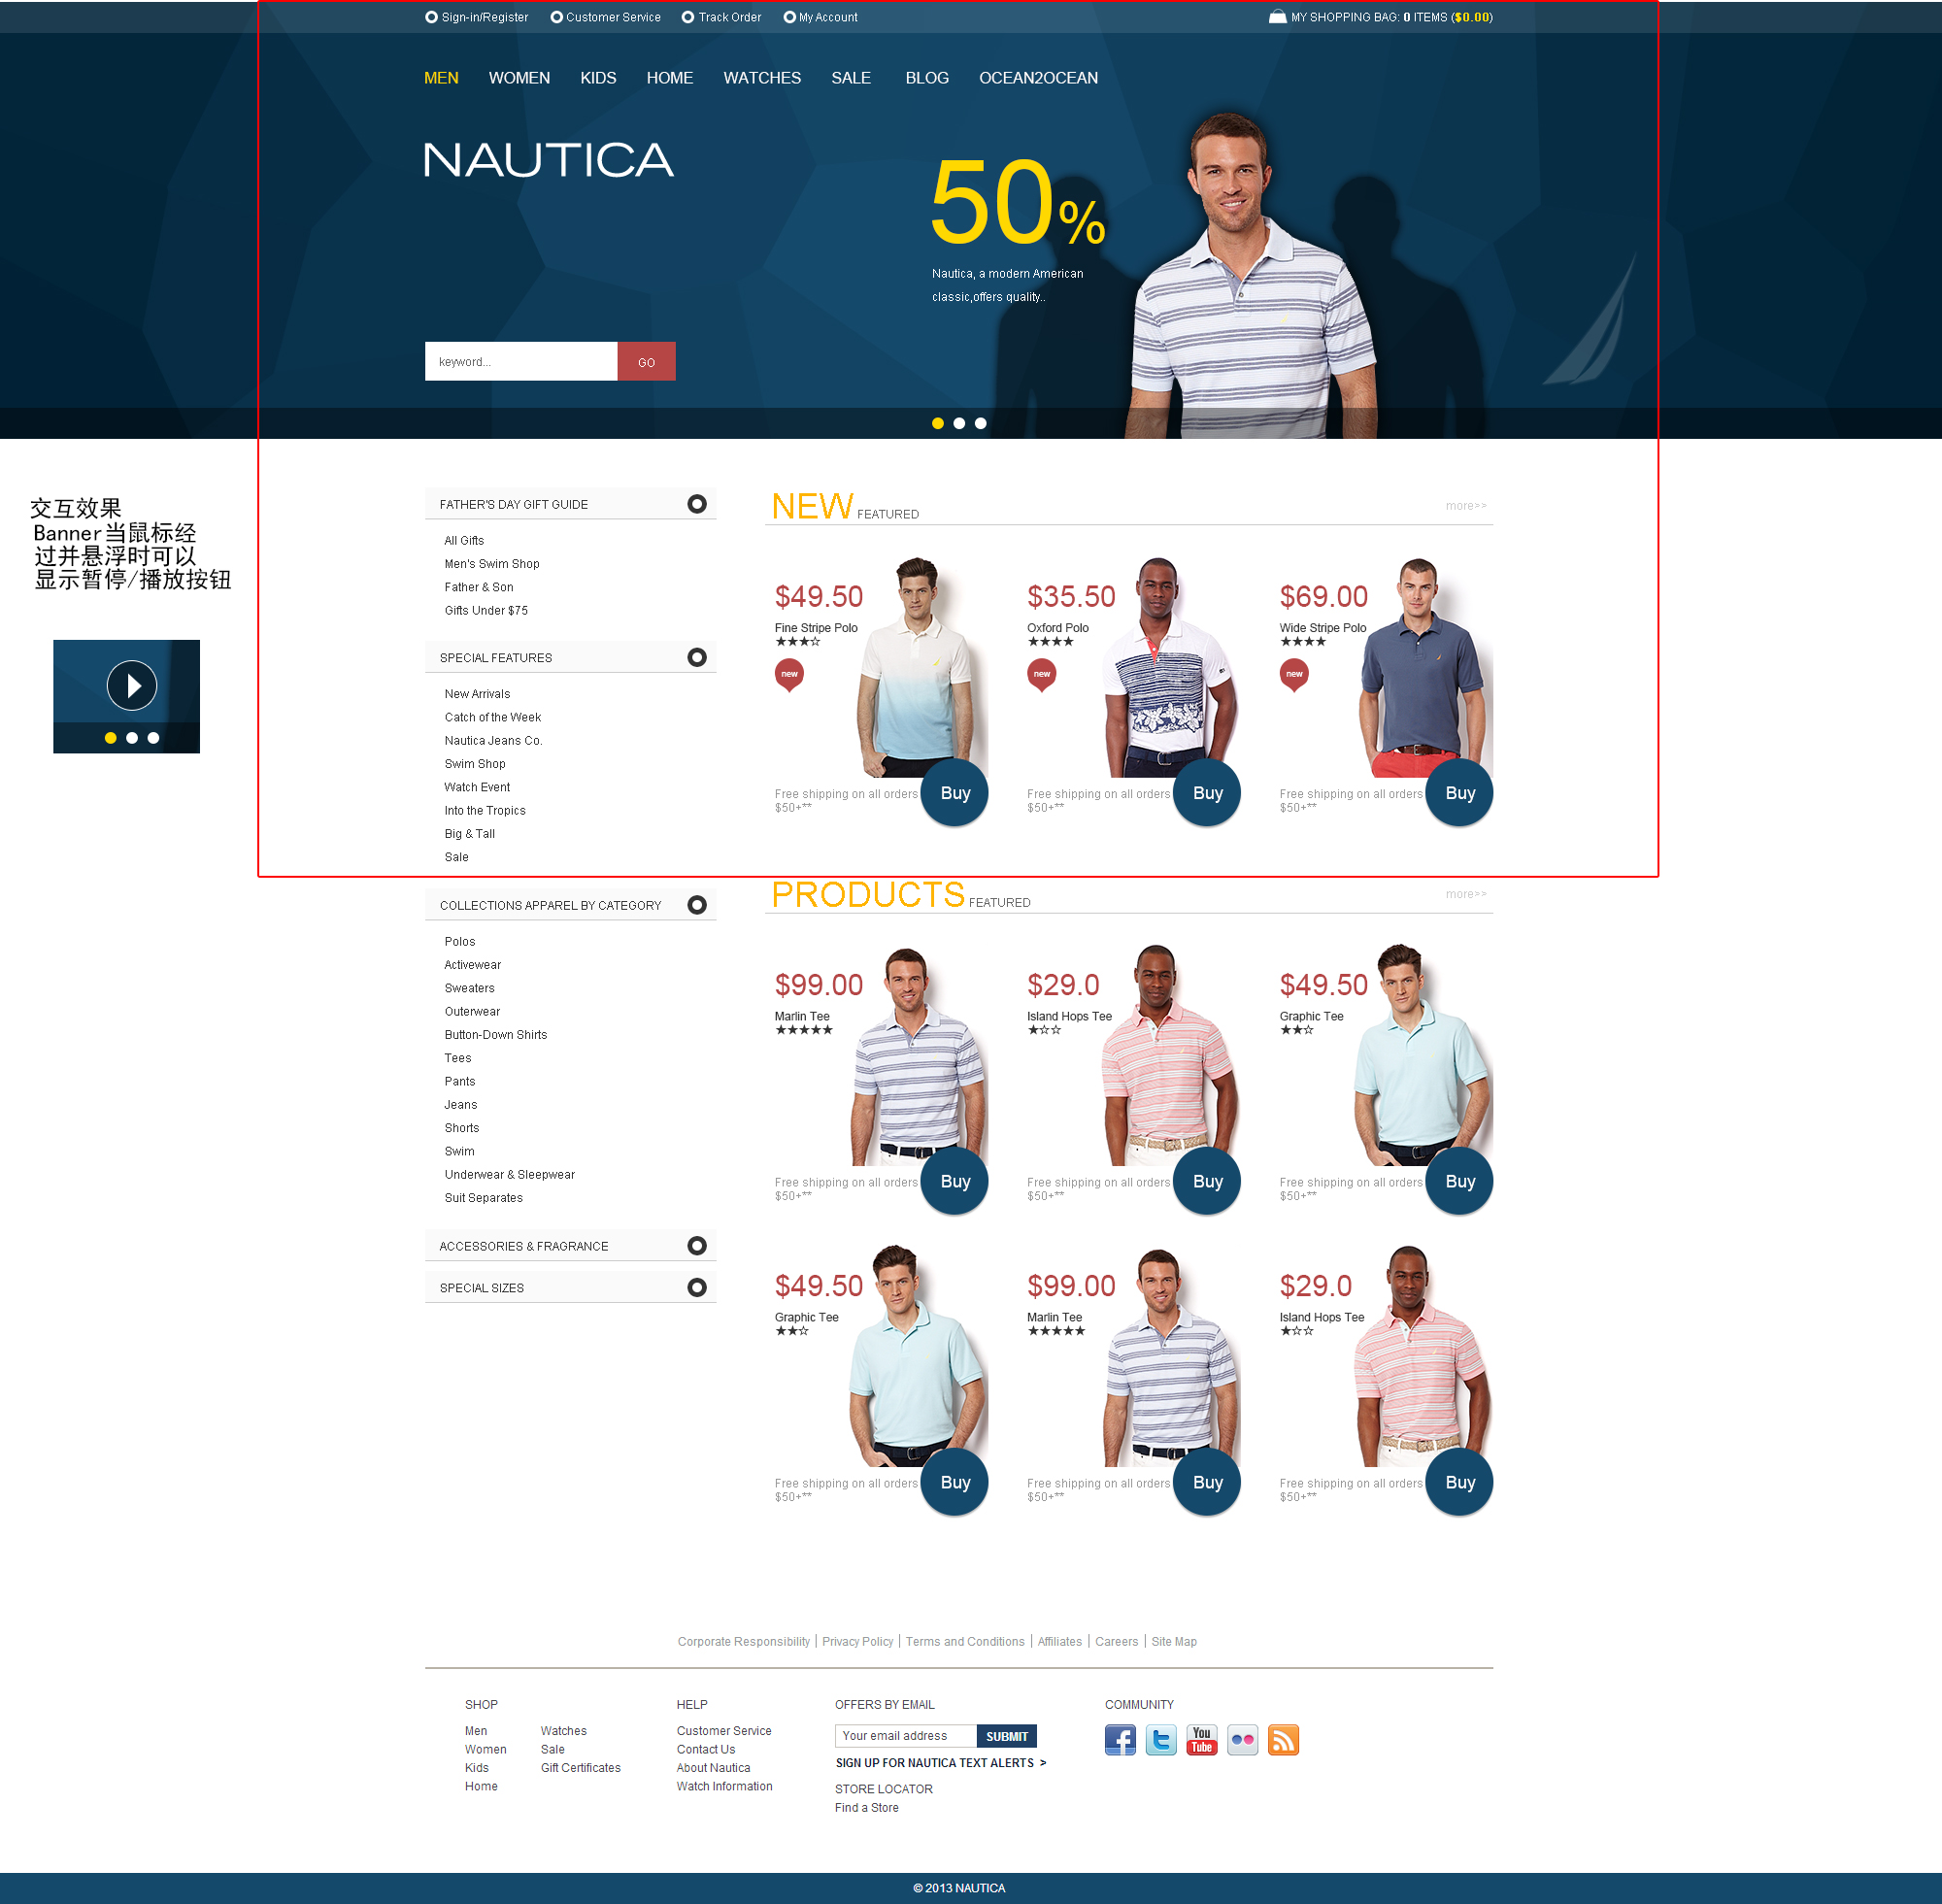 Sign-in/Register Customer Service Track Order My Account
MY SHOPPING BAG: 0 ITEMS ($0.00)
MEN WOMEN KIDS HOME WATCHES SALE BLOG OCEAN2OCEAN
NAUTICA
50%
Nautica, a modern American
classic,offers quality..
keyword... GO
交互效果
Banner当鼠标经
过并悬浮时可以
显示暂停/播放按钮
FATHER'S DAY GIFT GUIDE
All Gifts
Men's Swim Shop
Father & Son
Gifts Under $75
SPECIAL FEATURES
New Arrivals
Catch of the Week
Nautica Jeans Co.
Swim Shop
Watch Event
Into the Tropics
Big & Tall
Sale
COLLECTIONS APPAREL BY CATEGORY
Polos
Activewear
Sweaters
Outerwear
Button-Down Shirts
Tees
Pants
Jeans
Shorts
Swim
Underwear & Sleepwear
Suit Separates
ACCESSORIES & FRAGRANCE
SPECIAL SIZES
NEW FEATURED
more>>
$49.50
Fine Stripe Polo
★★★☆
new
Free shipping on all orders
$50+**
Buy
$35.50
Oxford Polo
★★★★
new
Free shipping on all orders
$50+**
Buy
$69.00
Wide Stripe Polo
★★★★
new
Free shipping on all orders
$50+**
Buy
PRODUCTS FEATURED
more>>
$99.00
Marlin Tee
★★★★★
Free shipping on all orders
$50+**
Buy
$29.0
Island Hops Tee
★☆☆
Free shipping on all orders
$50+**
Buy
$49.50
Graphic Tee
★★☆
Free shipping on all orders
$50+**
Buy
$49.50
Graphic Tee
★★☆
Free shipping on all orders
$50+**
Buy
$99.00
Marlin Tee
★★★★★
Free shipping on all orders
$50+**
Buy
$29.0
Island Hops Tee
★☆☆
Free shipping on all orders
$50+**
Buy
Corporate Responsibility | Privacy Policy | Terms and Conditions | Affiliates | Careers | Site Map
SHOP
Men
Women
Kids
Home
Watches
Sale
Gift Certificates
HELP
Customer Service
Contact Us
About Nautica
Watch Information
OFFERS BY EMAIL
Your email address SUBMIT
SIGN UP FOR NAUTICA TEXT ALERTS >
STORE LOCATOR
Find a Store
COMMUNITY
You
Tube
© 2013 NAUTICA